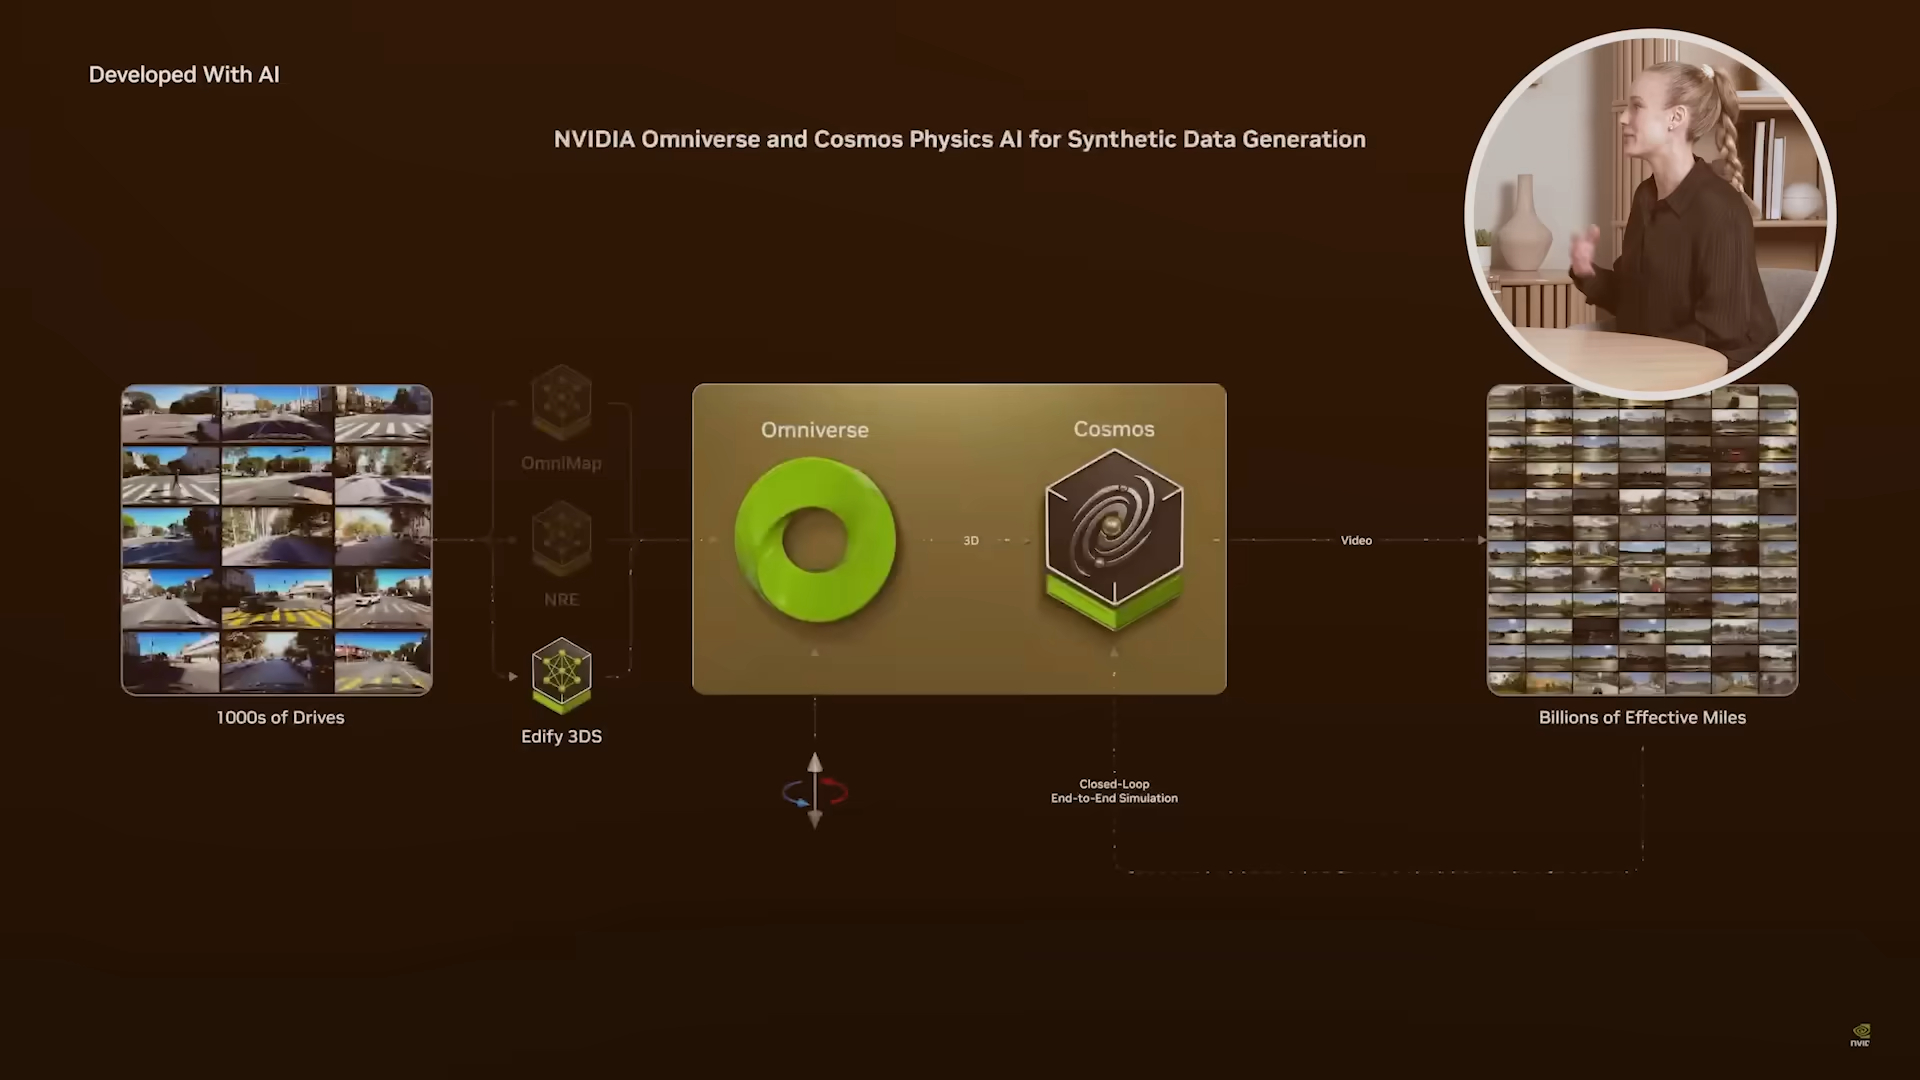 Developed With AI
NVIDIA Omniverse and Cosmos Physics AI for Synthetic Data Generation
OmniMap
NRE
Edify 3DS
1000s of Drives
Omniverse
3D
Cosmos
Video
Billions of Effective Miles
Closed-Loop
End-to-End Simulation